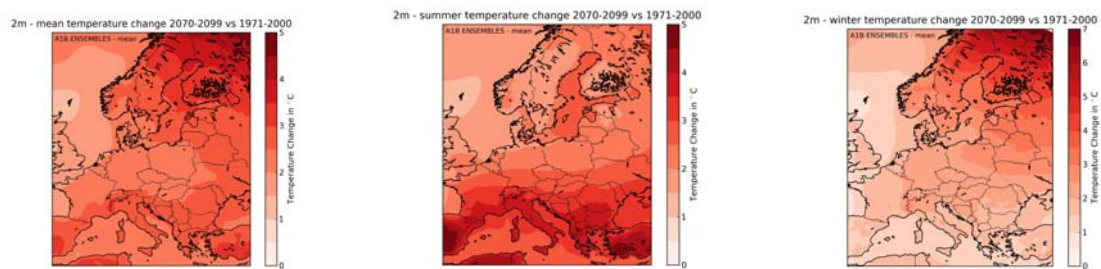 2m - mean temperature change 2070-2099 vs 1971-2000
A1B ENSEMBLES - mean
5
4
3
2
1
0
Temperature Change in °C
2m - summer temperature change 2070-2099 vs 1971-2000
A1B ENSEMBLES - mean
5
4
3
2
1
0
Temperature Change in °C
2m - winter temperature change 2070-2099 vs 1971-2000
A1B ENSEMBLES - mean
7
6
5
4
3
2
1
0
Temperature Change in °C